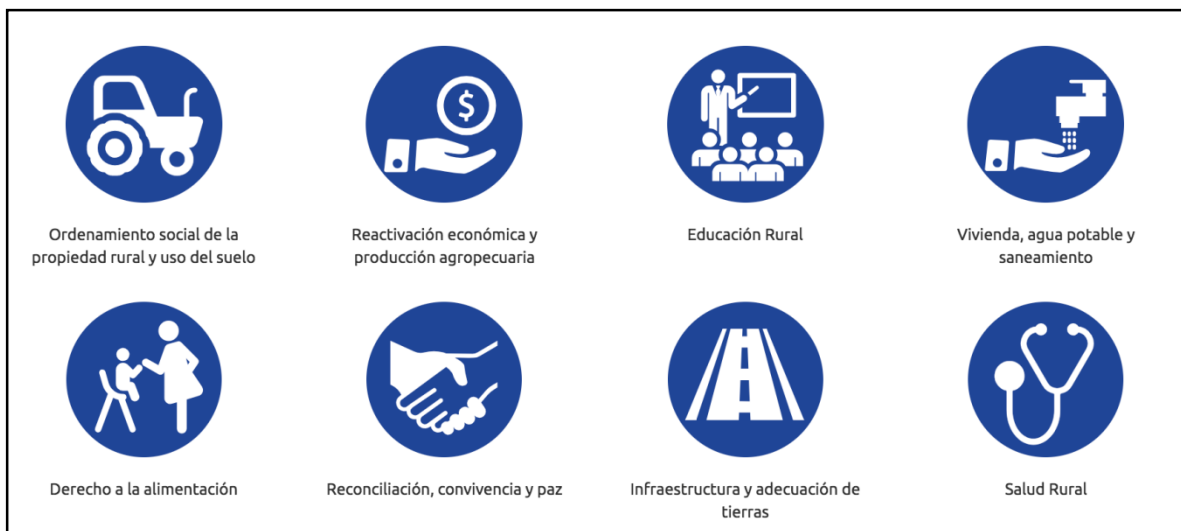 $
Ordenamiento social de la
propiedad rural y uso del suelo
Reactivación económica y
producción agropecuaria
Educación Rural
Vivienda, agua potable y
saneamiento
Derecho a la alimentación
Reconciliación, convivencia y paz
Infraestructura y adecuación de
tierras
Salud Rural